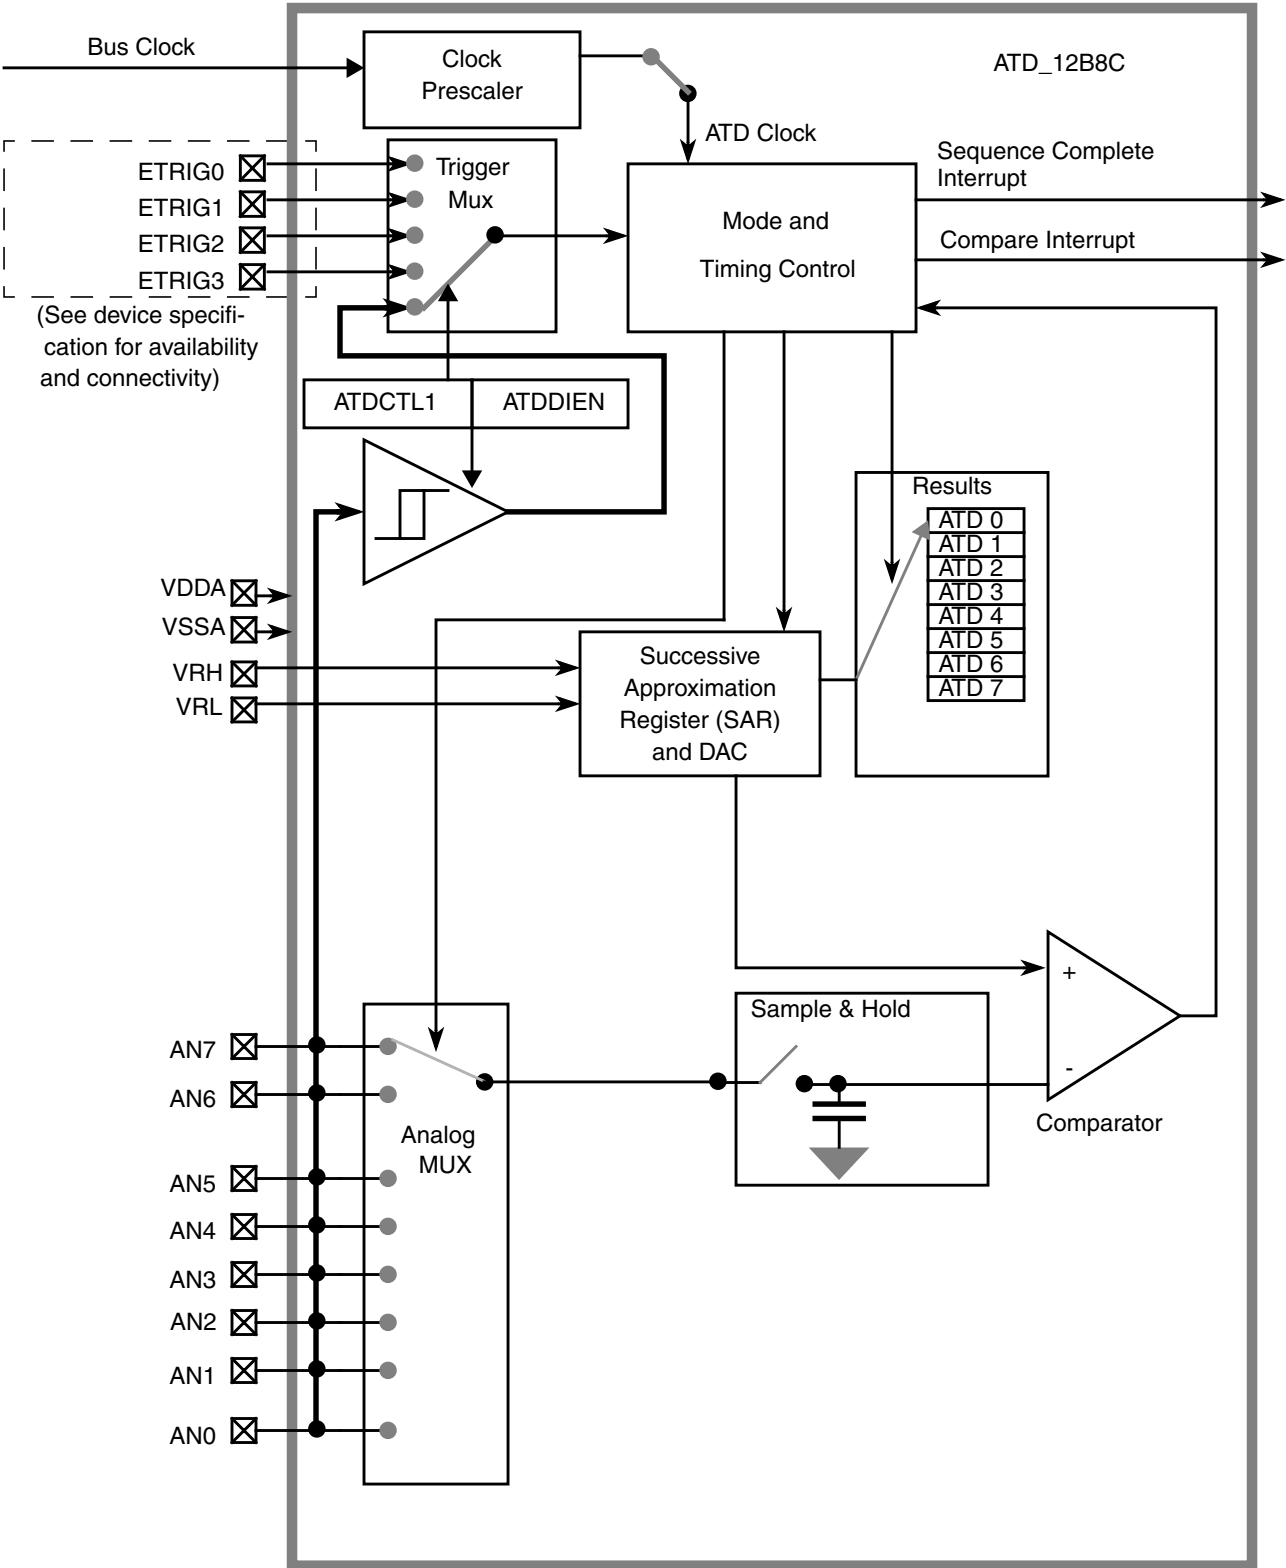 Bus Clock
Clock
Prescaler
ATD_12B8C
ATD Clock
ETRIG0
ETRIG1
ETRIG2
ETRIG3
(See device specifi-
cation for availability
and connectivity)
Trigger
Mux
Mode and
Timing Control
Sequence Complete
Interrupt
Compare Interrupt
ATDCTL1
ATDDIEN
Results
ATD 0
ATD 1
ATD 2
ATD 3
ATD 4
ATD 5
ATD 6
ATD 7
VDDA
VSSA
VRH
VRL
Successive
Approximation
Register (SAR)
and DAC
+
-
Comparator
Sample & Hold
AN7
AN6
AN5
AN4
AN3
AN2
AN1
AN0
Analog
MUX